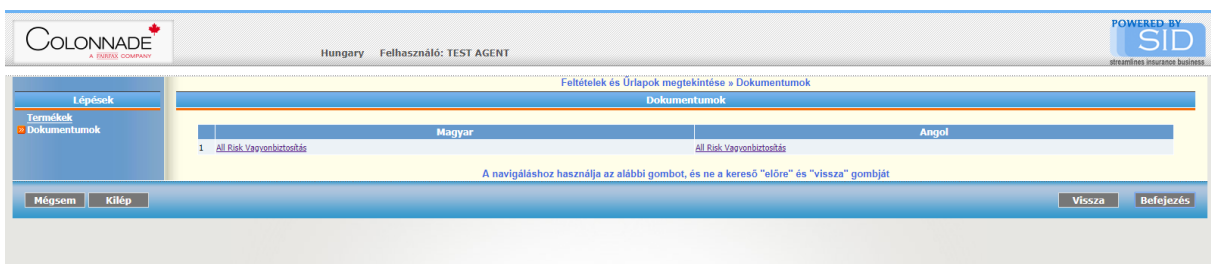 COLONNADE
A FAIRFAX COMPANY
Hungary Felhasználó: TEST AGENT
POWERED BY
SID
streamlines insurance business
Feltételek és Űrlapok megtekintése » Dokumentumok
Lépések
Dokumentumok
Termékek
Dokumentumok
Magyar Angol
1 All Risk Vagyonbiztosítás All Risk Vagyonbiztosítás
A navigáláshoz használja az alábbi gombot, és ne a kereső "előre" és "vissza" gombját
Mégsem Kilép Vissza Befejezés